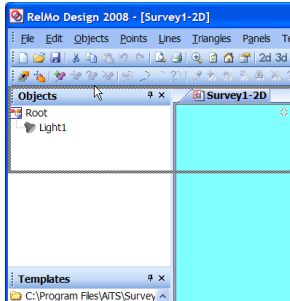 RelMo Design 2008 - [Survey1-2D]
File Edit Objects Points Lines Triangles Panels
2d 3d
Objects
Survey1-2D
Root
Light1
Templates
C:\Program Files\AiTS\Survey